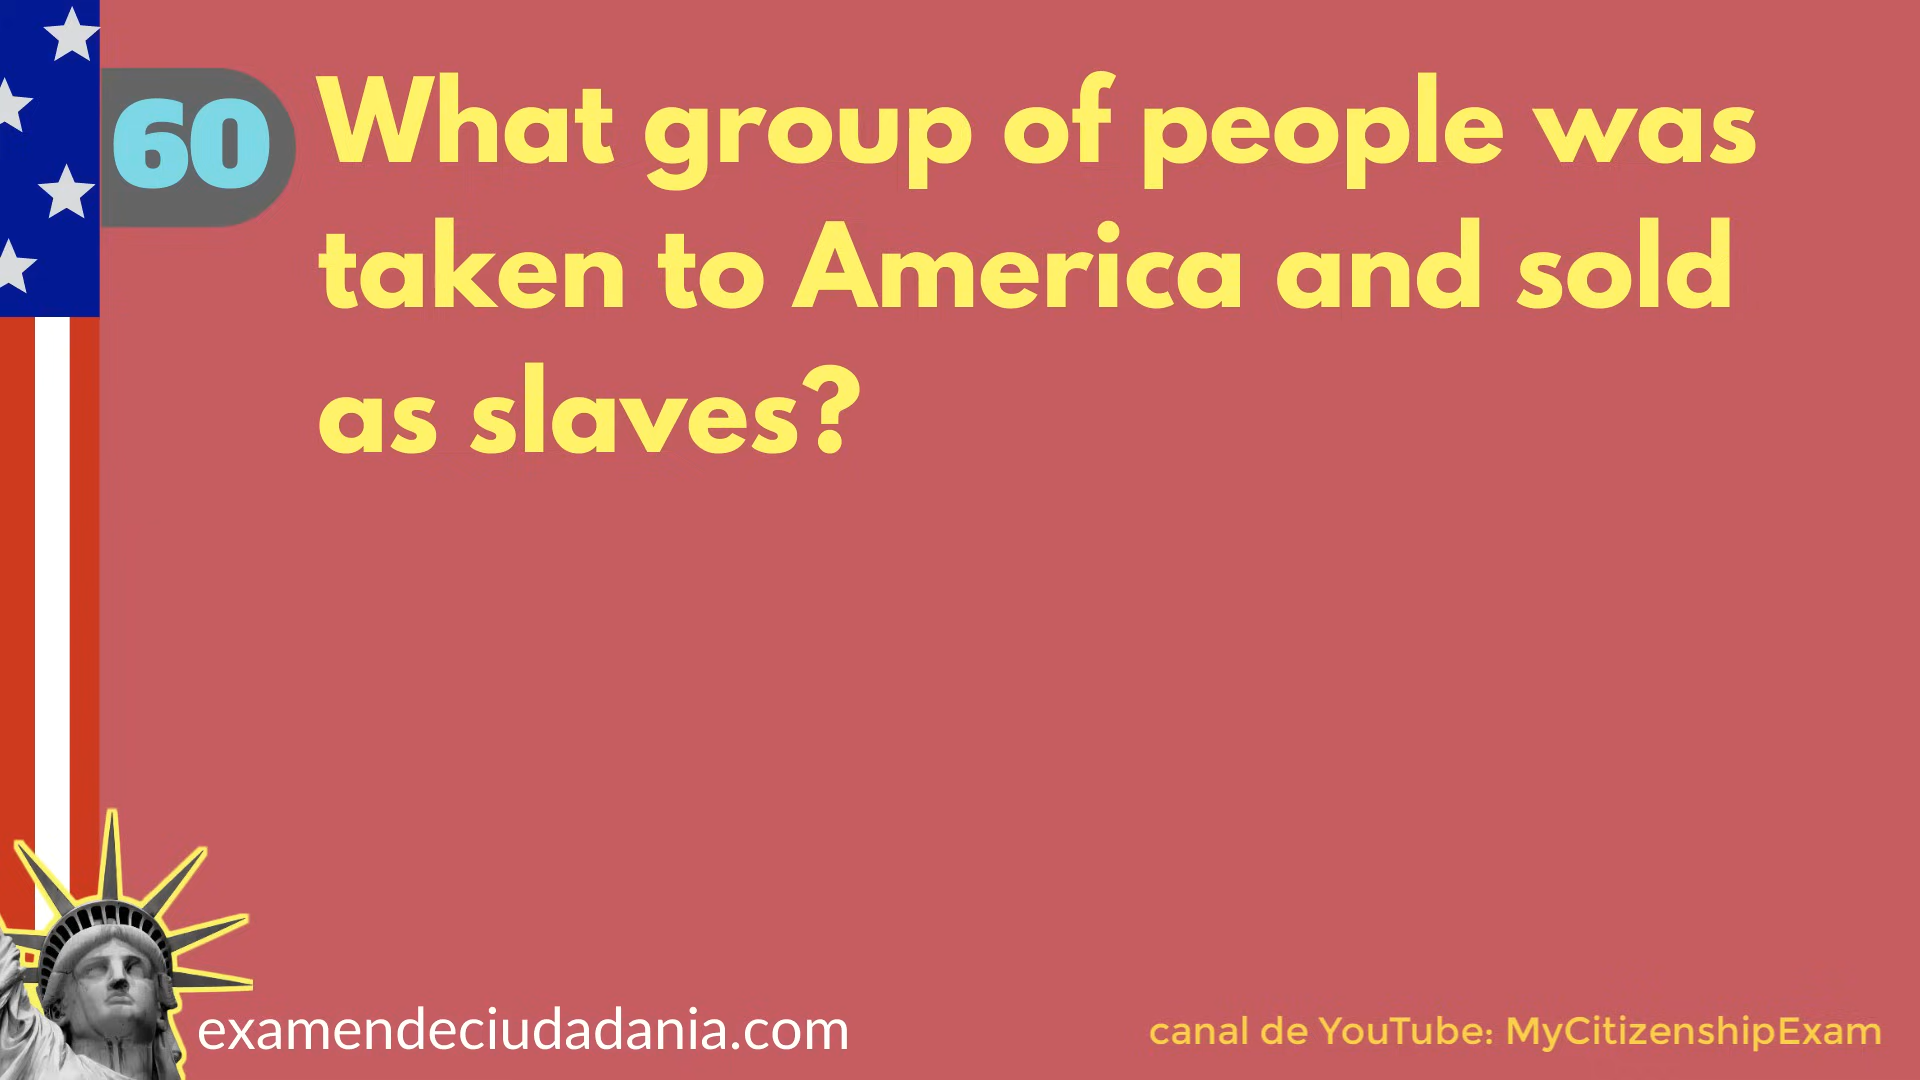 60
What group of people was
taken to America and sold
as slaves?
examendeciudadania.com
canal de YouTube: MyCitizenshipExam